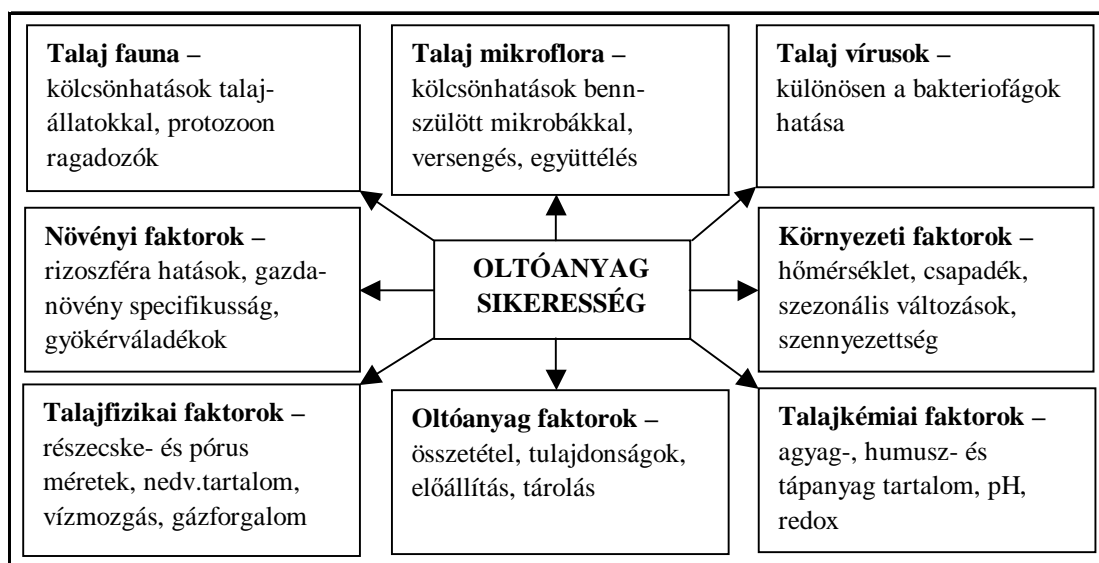 Talaj fauna –
kölcsönhatások talaj-
állatokkal, protozoon
ragadozók
Talaj mikroflora –
kölcsönhatások benn-
szülött mikrobákkal,
versengés, együttélés
Talaj vírusok –
különösen a bakteriofágok
hatása
Növényi faktorok –
rizoszféra hatások, gazda-
növény specifikusság,
gyökérváladékok
OLTÓANYAG
SIKERESSÉG
Környezeti faktorok –
hőmérséklet, csapadék,
szezonális változások,
szennyezettség
Talajfizikai faktorok –
részecske- és pórus
méretek, nedv.tartalom,
vízmozgás, gázforgalom
Oltóanyag faktorok –
összetétel, tulajdonságok,
előállítás, tárolás
Talajkémiai faktorok –
agyag-, humusz- és
tápanyag tartalom, pH,
redox